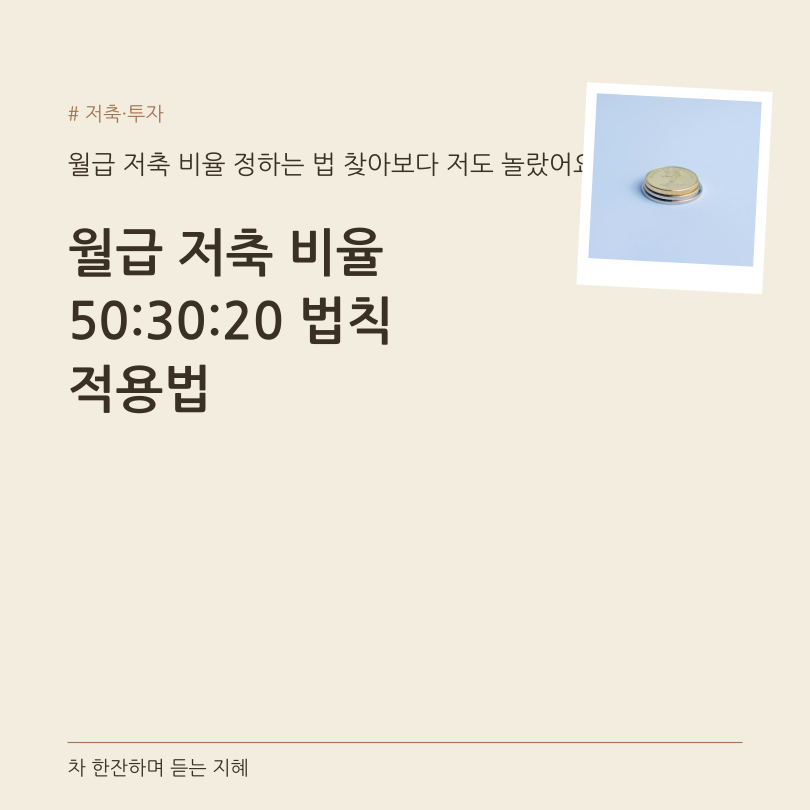 # 저축·투자
월급 저축 비율 정하는 법 찾아보다 저도 놀랐어요
월급 저축 비율
50:30:20 법칙
적용법
차 한잔하며 듣는 지혜